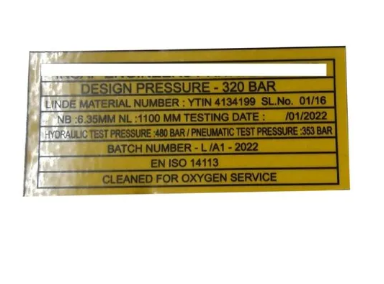 DESIGN PRESSURE - 320 BAR
LINDE MATERIAL NUMBER : YTIN 4134199 SL.No. 01/16
NB :6.35MM NL :1100 MM TESTING DATE : /01/2022
HYDRAULIC TEST PRESSURE :480 BAR / PNEUMATIC TEST PRESSURE :353 BAR
BATCH NUMBER - L /A1 - 2022
EN ISO 14113
CLEANED FOR OXYGEN SERVICE